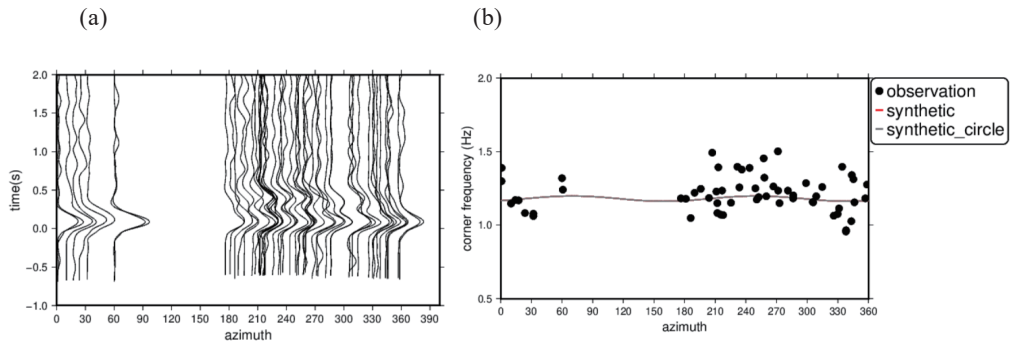 (a)
2.0
1.5
1.0
0.5
0.0
−0.5
−1.0
time(s)
0 30 60 90 120 150 180 210 240 270 300 330 360 390
azimuth
(b)
2.0
1.5
1.0
0.5
corner frequency (Hz)
0 30 60 90 120 150 180 210 240 270 300 330 360
azimuth
observation
synthetic
synthetic_circle